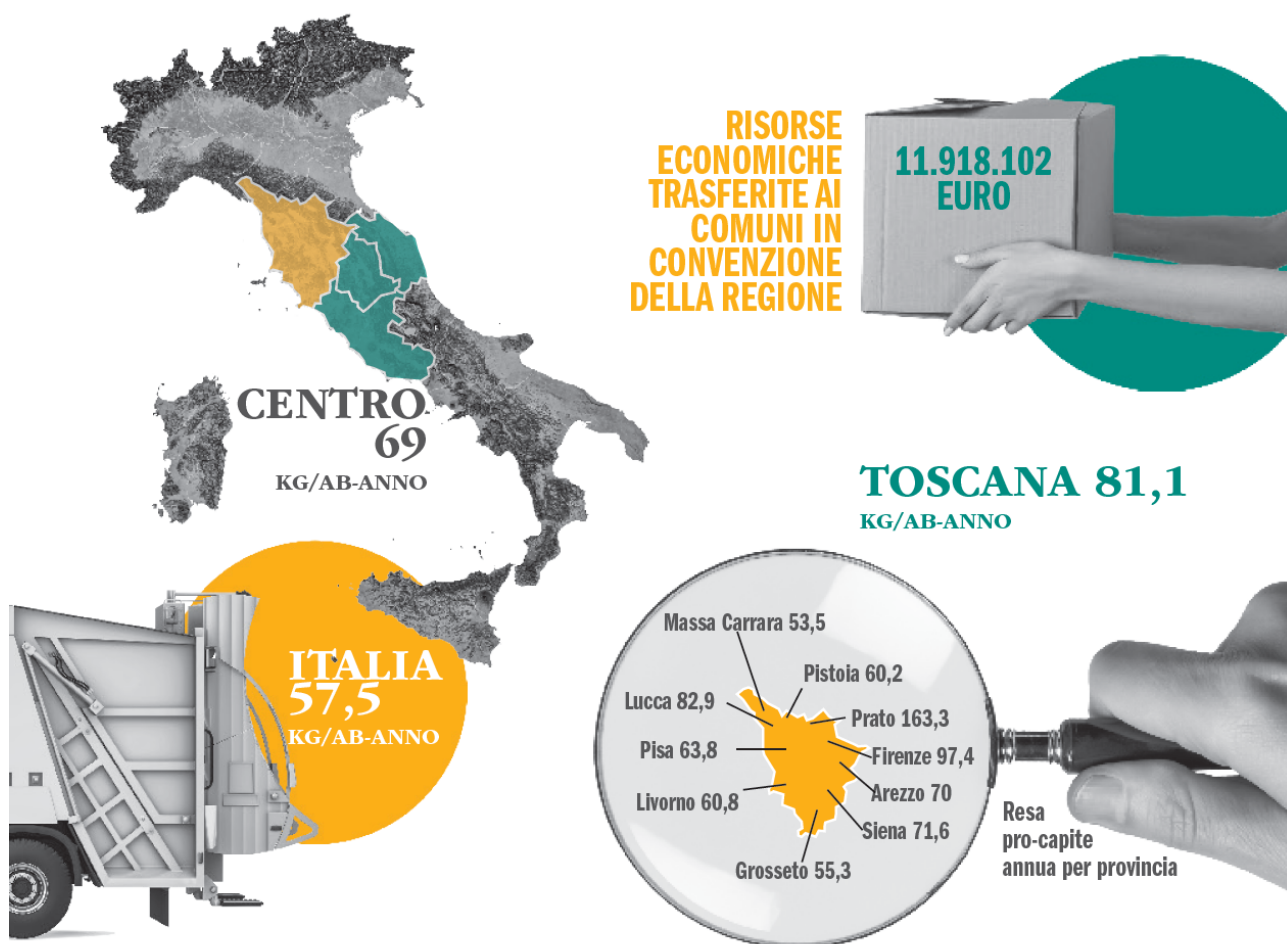 RISORSE
ECONOMICHE
TRASFERITE AI
COMUNI IN
CONVENZIONE
DELLA REGIONE
11.918.102
EURO
CENTRO
69
KG/AB-ANNO
TOSCANA 81,1
KG/AB-ANNO
ITALIA
57,5
KG/AB-ANNO
Massa Carrara 53,5
Pistoia 60,2
Lucca 82,9
Prato 163,3
Pisa 63,8
Firenze 97,4
Livorno 60,8
Arezzo 70
Siena 71,6
Grosseto 55,3
Resa
pro-capite
annua per provincia